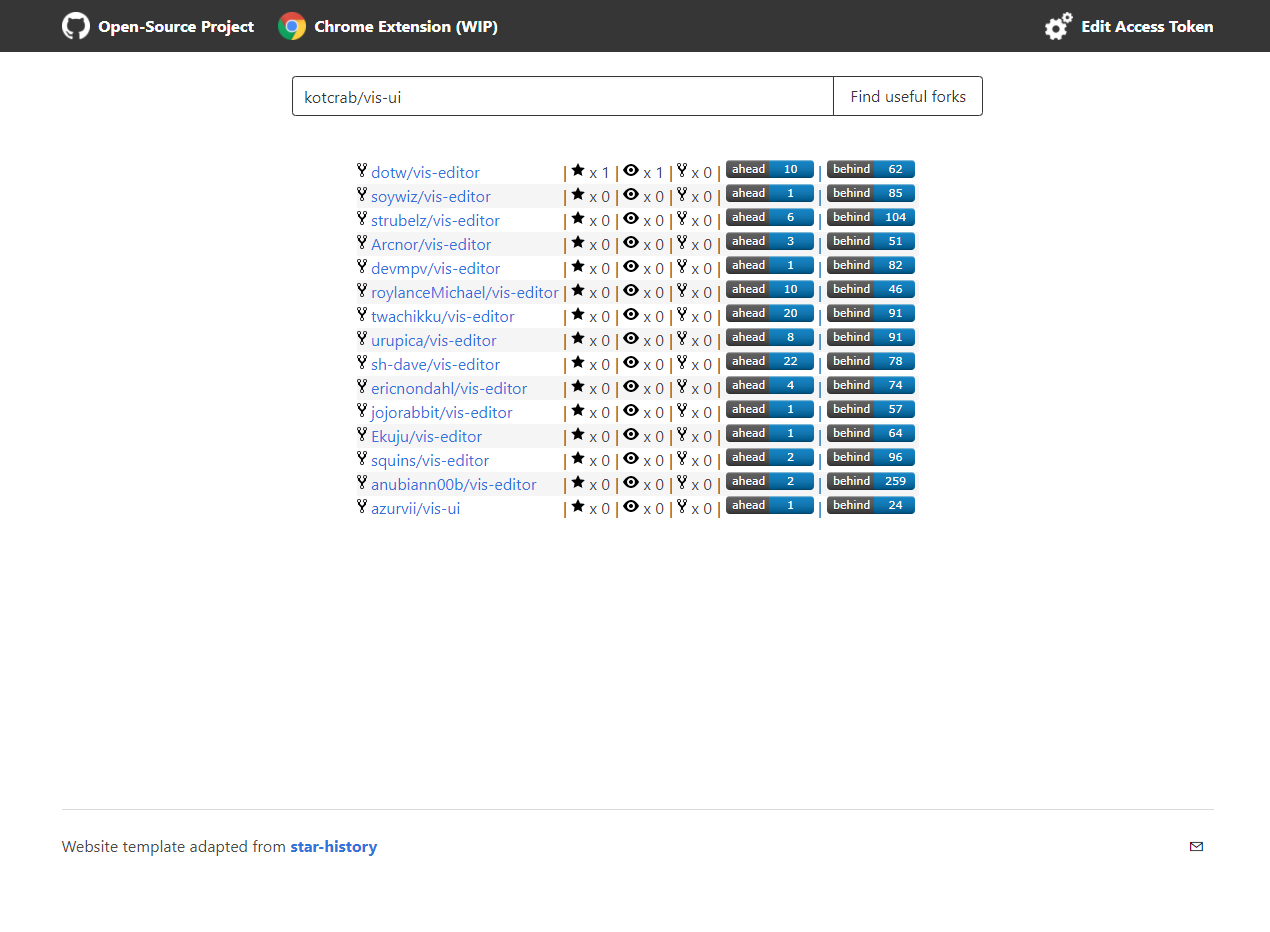 Open-Source Project Chrome Extension (WIP) Edit Access Token
kotcrab/vis-ui Find useful forks
dotw/vis-editor | x 1 | x 1 | x 0 | ahead 10 | behind 62
soywiz/vis-editor | x 0 | x 0 | x 0 | ahead 1 | behind 85
strubelz/vis-editor | x 0 | x 0 | x 0 | ahead 6 | behind 104
Arcnor/vis-editor | x 0 | x 0 | x 0 | ahead 3 | behind 51
devmpv/vis-editor | x 0 | x 0 | x 0 | ahead 1 | behind 82
roylanceMichael/vis-editor | x 0 | x 0 | x 0 | ahead 10 | behind 46
twachikku/vis-editor | x 0 | x 0 | x 0 | ahead 20 | behind 91
urupica/vis-editor | x 0 | x 0 | x 0 | ahead 8 | behind 91
sh-dave/vis-editor | x 0 | x 0 | x 0 | ahead 22 | behind 78
ericnondahl/vis-editor | x 0 | x 0 | x 0 | ahead 4 | behind 74
jojorabbit/vis-editor | x 0 | x 0 | x 0 | ahead 1 | behind 57
Ekuju/vis-editor | x 0 | x 0 | x 0 | ahead 1 | behind 64
squins/vis-editor | x 0 | x 0 | x 0 | ahead 2 | behind 96
anubiann00b/vis-editor | x 0 | x 0 | x 0 | ahead 2 | behind 259
azurvii/vis-ui | x 0 | x 0 | x 0 | ahead 1 | behind 24
Website template adapted from star-history